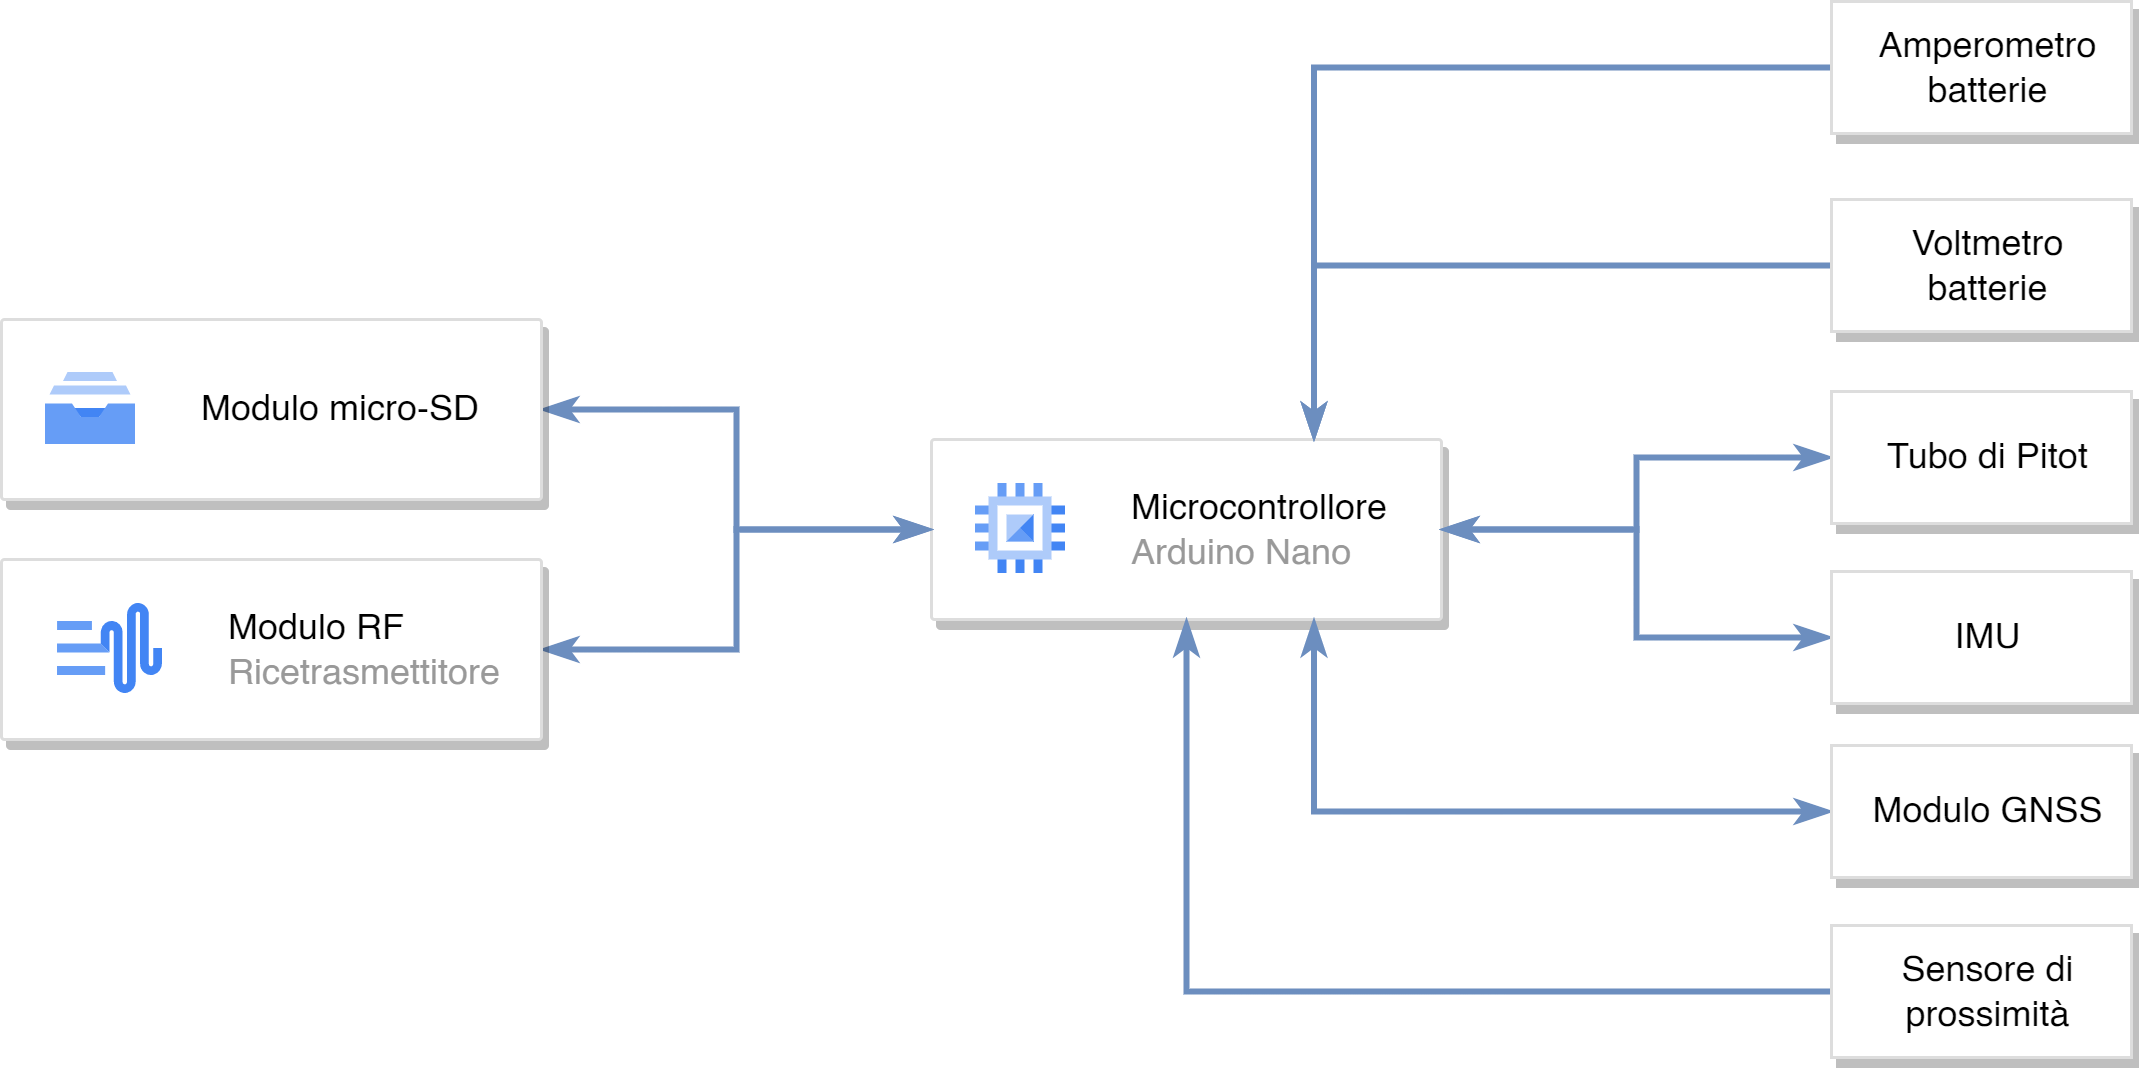 Amperometro
batterie
Voltmetro
batterie
Modulo micro-SD
Tubo di Pitot
Microcontrollore
Arduino Nano
Modulo RF
Ricetrasmettitore
IMU
Modulo GNSS
Sensore di
prossimità